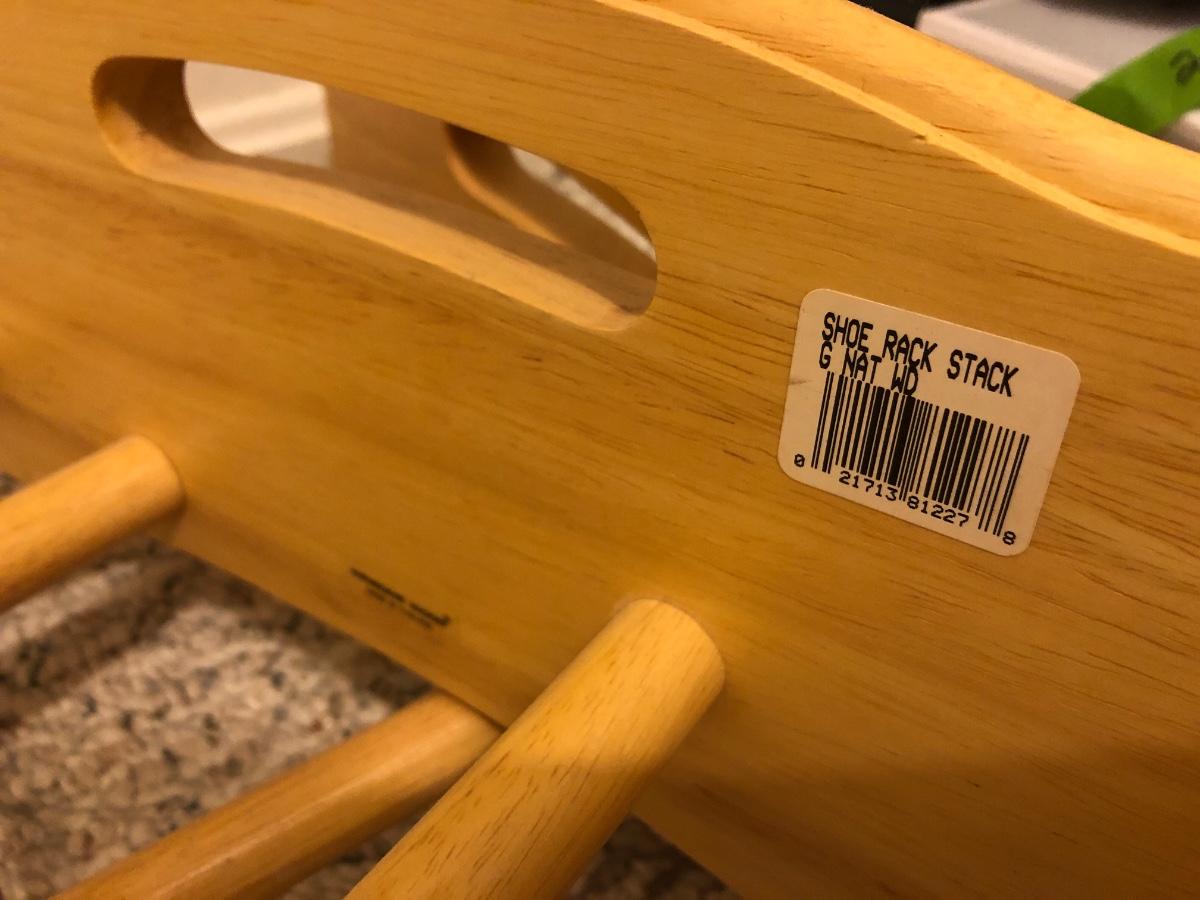 SHOE RACK STACK
G NAT WD
0 21713 81227 8